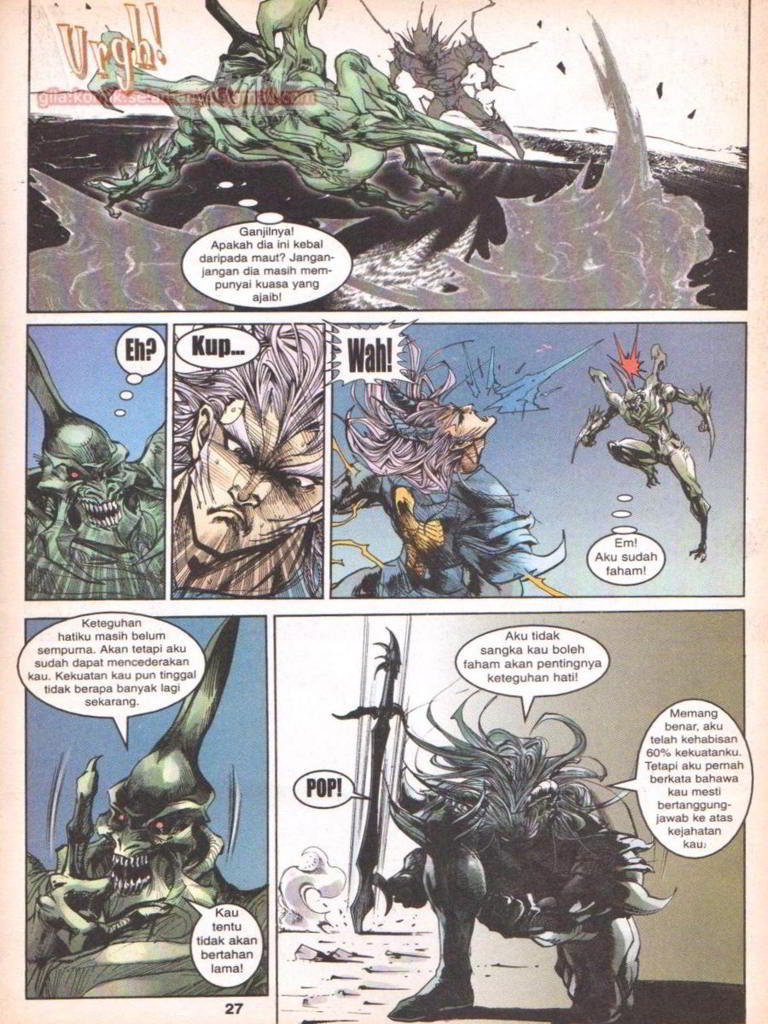 Urgh!
Ganjilnya!
Apakah dia ini kebal
daripada maut? Jangan-
jangan dia masih mem-
punyai kuasa yang
ajaib!
Eh?
Kup...
Wah!
Em!
Aku sudah
faham!
Keteguhan
hatiku masih belum
sempurna. Akan tetapi aku
sudah dapat mencederakan
kau. Kekuatan kau pun tinggal
tidak berapa banyak lagi
sekarang.
Kau
tentu
tidak akan
bertahan
lama!
Aku tidak
sangka kau boleh
faham akan pentingnya
keteguhan hati!
POP!
Memang
benar, aku
telah kehabisan
60% kekuatanku.
Tetapi aku pernah
berkata bahawa
kau mesti
bertanggung-
jawab ke atas
kejahatan
kau
27